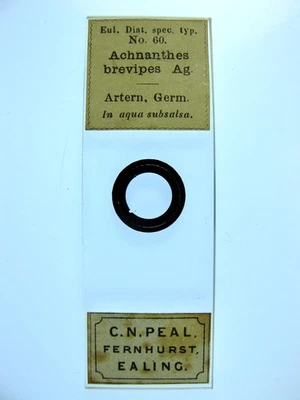 Eul. Diat. spec. typ.
No. 60.
Achnanthes
brevipes Ag.
Artern, Germ.
In aqua subsalsa.
C. N. PEAL,
FERNHURST,
EALING.